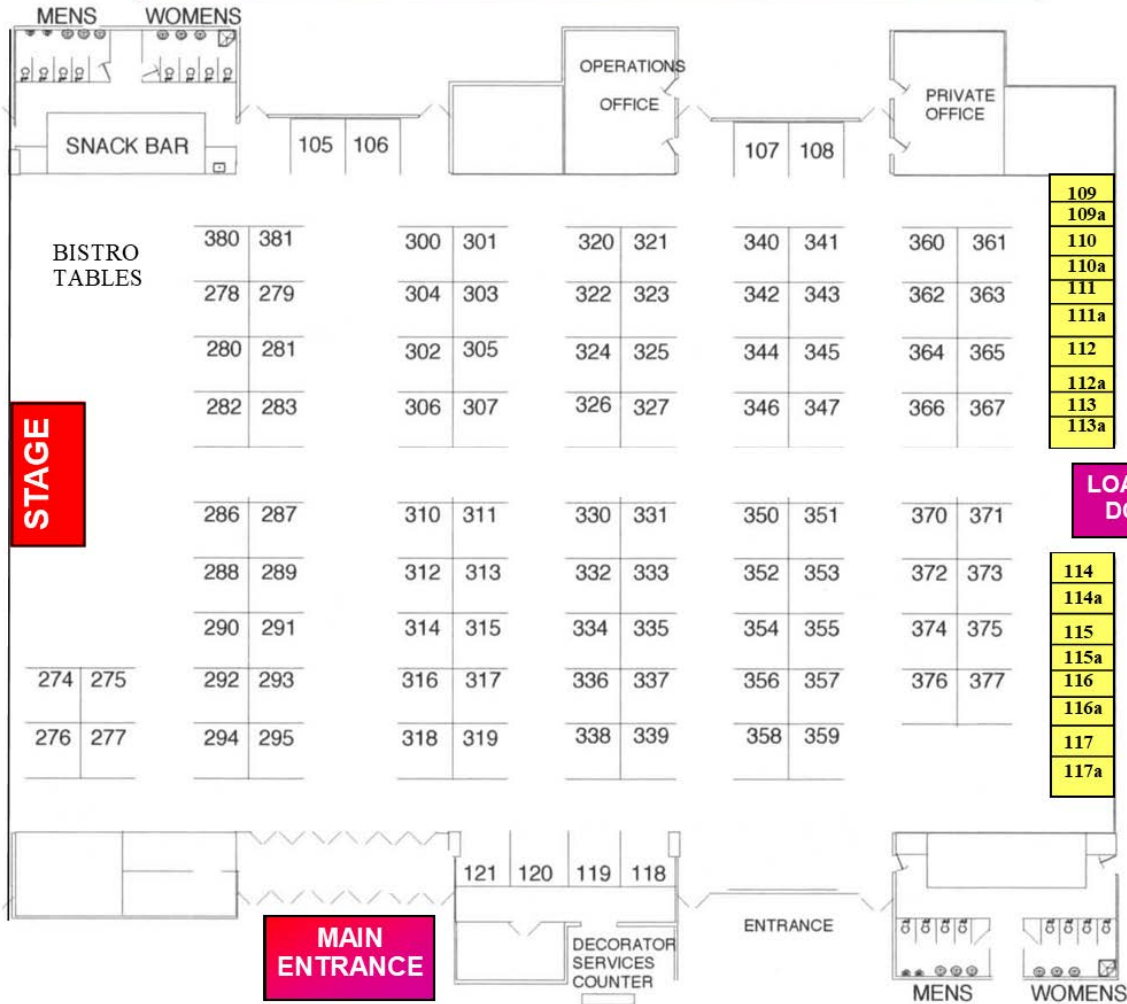 MENS WOMENS
OPERATIONS
OFFICE
PRIVATE
OFFICE
SNACK BAR
105 106
107 108
109
109a
BISTRO
TABLES
380 381 300 301 320 321 340 341 360 361 110
110a
278 279 304 303 322 323 342 343 362 363 111
111a
280 281 302 305 324 325 344 345 364 365 112
112a
282 283 306 307 326 327 346 347 366 367 113
113a
STAGE
LOA
DO
286 287 310 311 330 331 350 351 370 371
288 289 312 313 332 333 352 353 372 373 114
114a
290 291 314 315 334 335 354 355 374 375 115
115a
274 275 292 293 316 317 336 337 356 357 376 377 116
116a
276 277 294 295 318 319 338 339 358 359 117
117a
121 120 119 118
MAIN
ENTRANCE
ENTRANCE
DECORATOR
SERVICES
COUNTER
MENS WOMENS